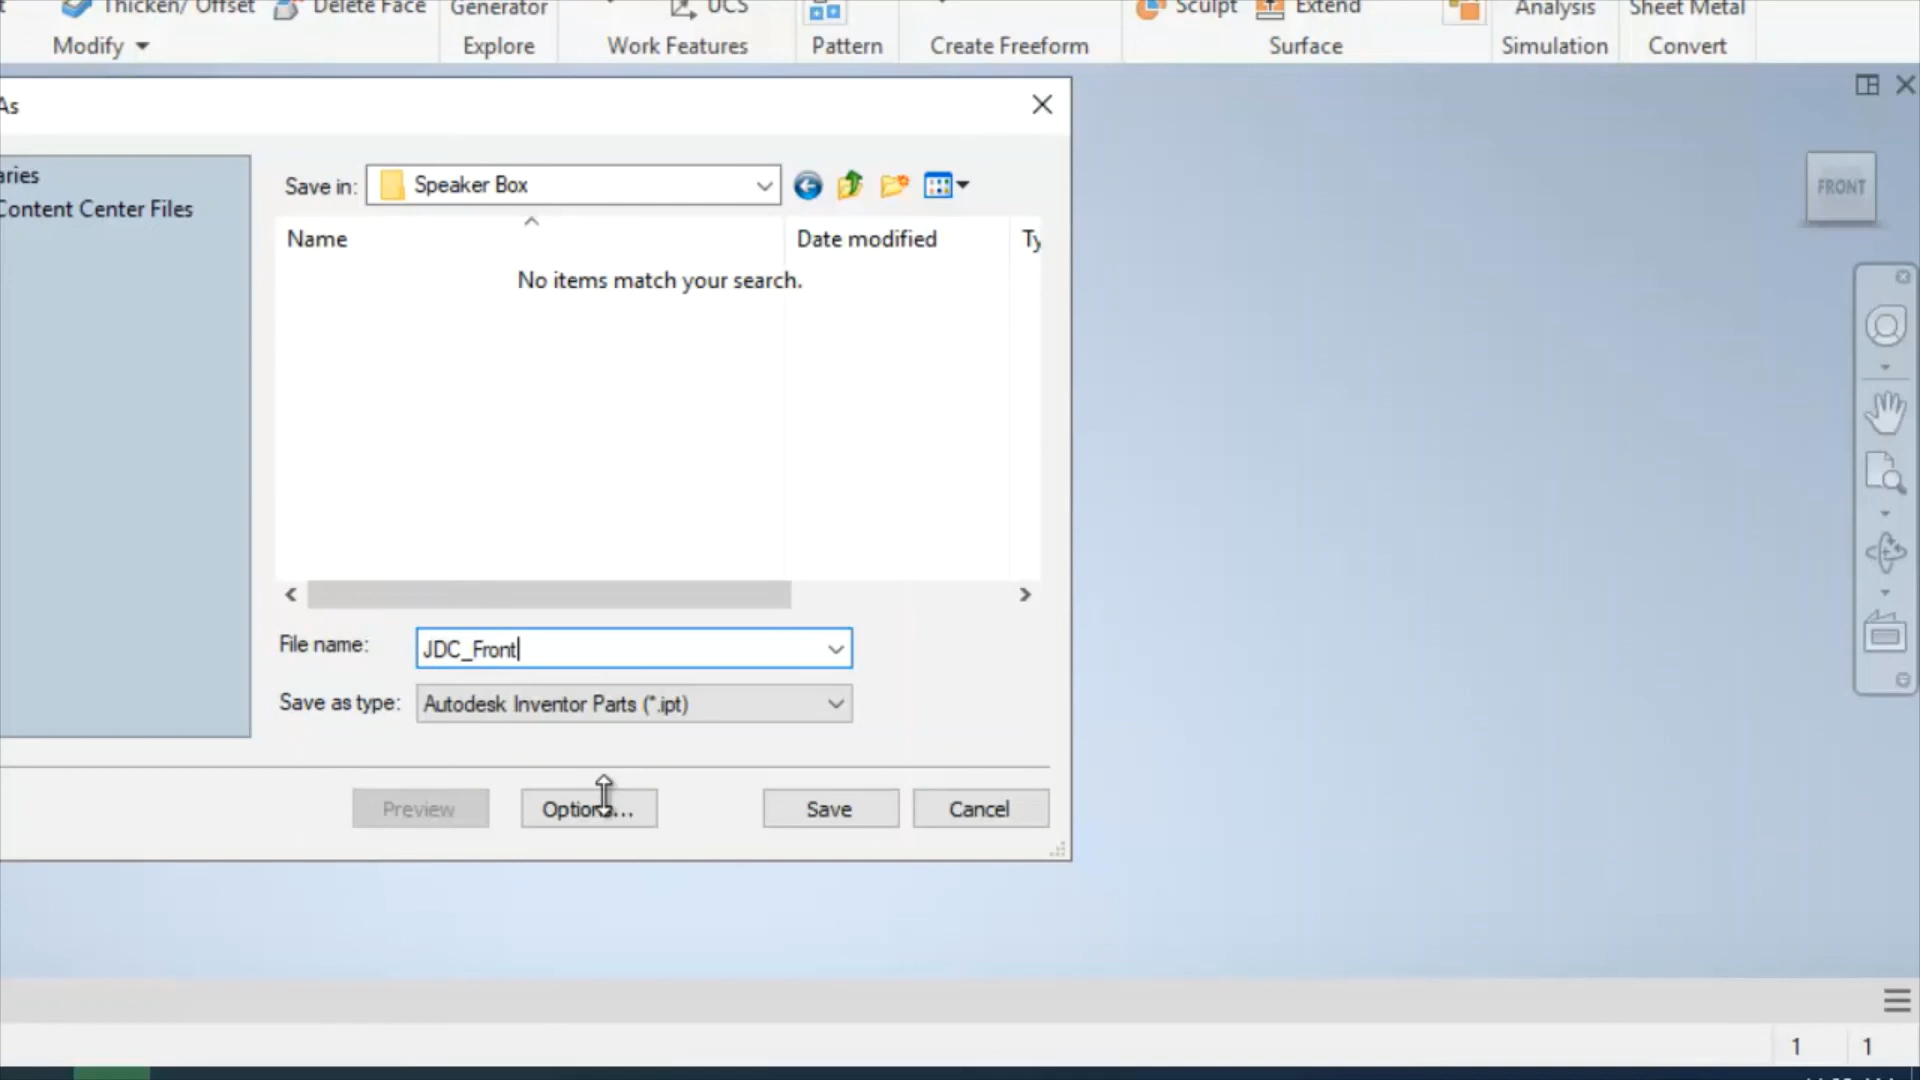 Thicken/ Offset
Delete Face
Generator
UCS
Sculpt
Extend
Analysis
Sheet Metal
Modify
Explore
Work Features
Pattern
Create Freeform
Surface
Simulation
Convert
As
FRONT
aries
Content Center Files
Save in:
Speaker Box
Name
Date modified
Ty
No items match your search.
File name:
JDC_Front
Save as type:
Autodesk Inventor Parts (*.ipt)
Preview
Options...
Save
Cancel
1
1